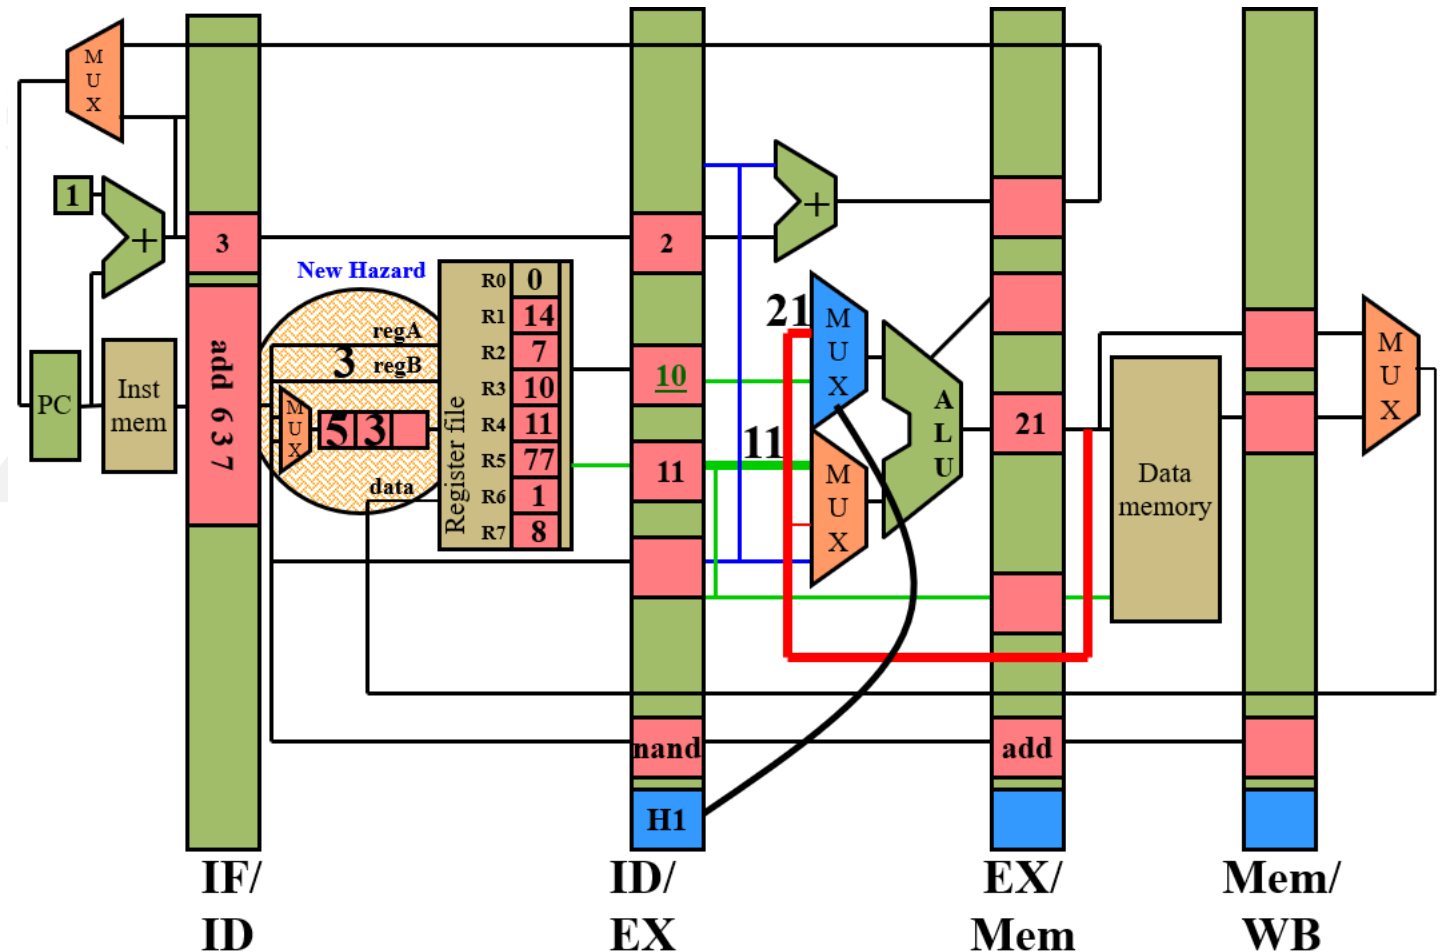 M
U
X
1
+
3
2
+
New Hazard
R0 0
R1 14
R2 7
R3 10
R4 11
R5 77
R6 1
R7 8
Register file
regA
3 regB
M
U
X
5 3
data
PC
Inst
mem
add 6 3 7
10
11
21
11
M
U
X
M
U
X
A
L
U
21
Data
memory
M
U
X
nand
add
H1
IF/
ID
ID/
EX
EX/
Mem
Mem/
WB